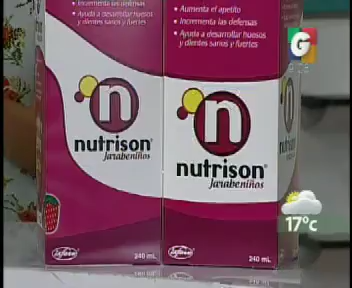 • Incrementa las defensas
• Ayuda a desarrollar huesos
y dientes sanos y fuertes
n
nutrison®
Jarabeniños
240 mL
• Aumenta el apetito
• Incrementa las defensas
• Ayuda a desarrollar huesos
y dientes sanos y fuertes
n
nutrison®
Jarabeniños
240 mL
G
17°c